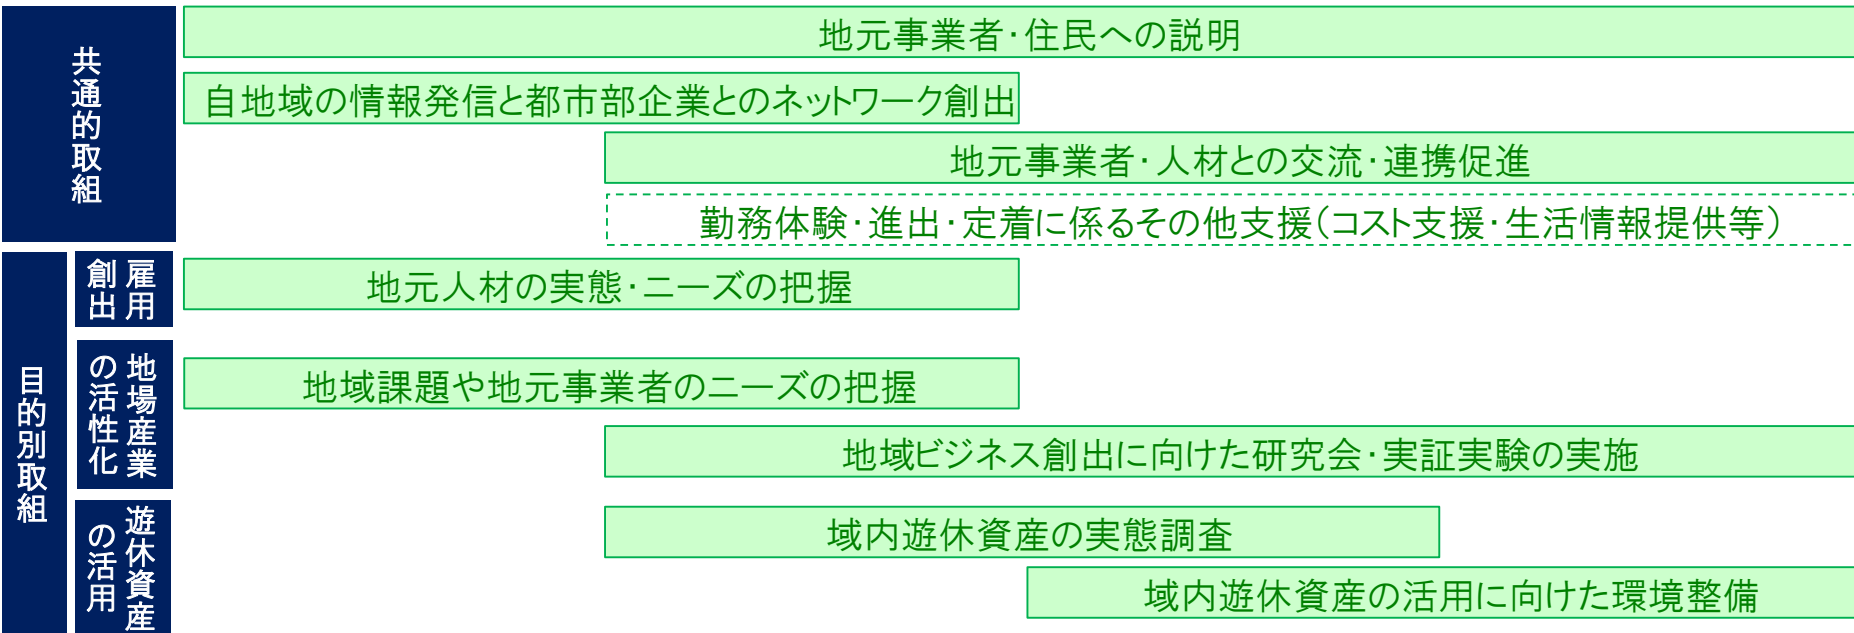 共通的取組
地元事業者・住民への説明
自地域の情報発信と都市部企業とのネットワーク創出
地元事業者・人材との交流・連携促進
勤務体験・進出・定着に係るその他支援（コスト支援・生活情報提供等）
目的別取組
雇用
創出
地元人材の実態・ニーズの把握
地場産業
の活性化
地域課題や地元事業者のニーズの把握
地域ビジネス創出に向けた研究会・実証実験の実施
遊休資産
の活用
域内遊休資産の実態調査
域内遊休資産の活用に向けた環境整備